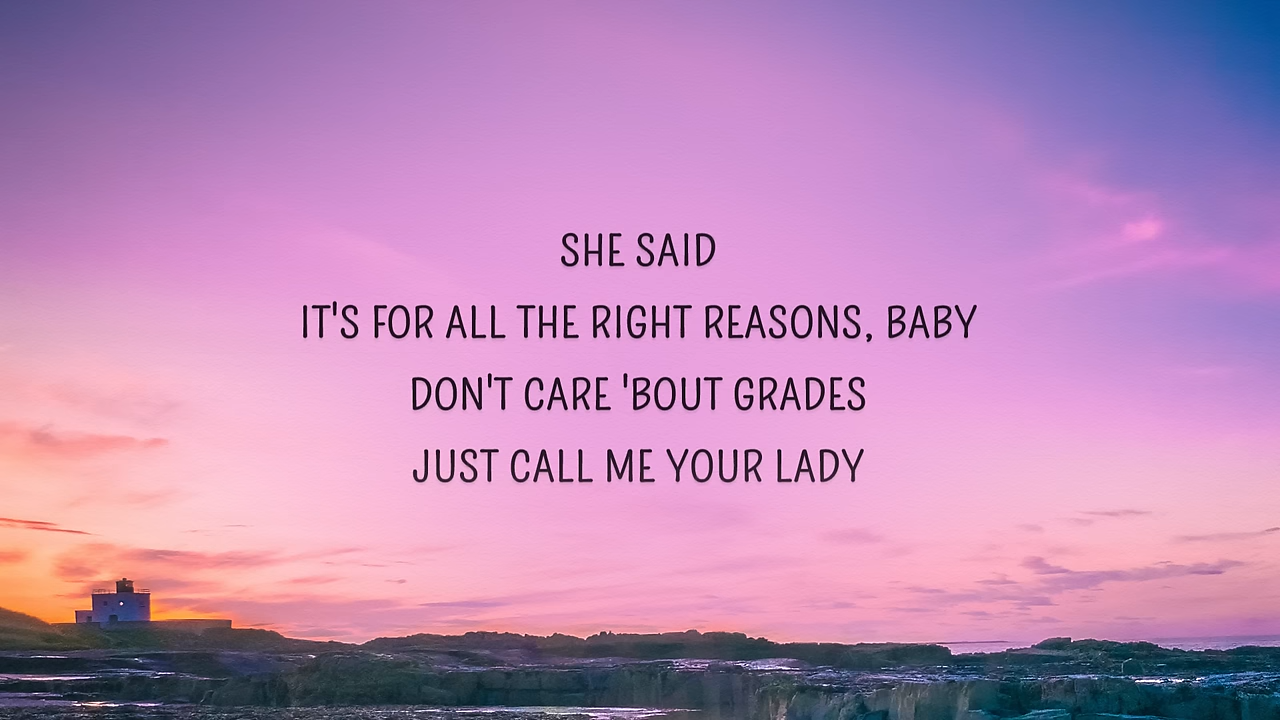 SHE SAID
IT'S FOR ALL THE RIGHT REASONS, BABY
DON'T CARE 'BOUT GRADES
JUST CALL ME YOUR LADY